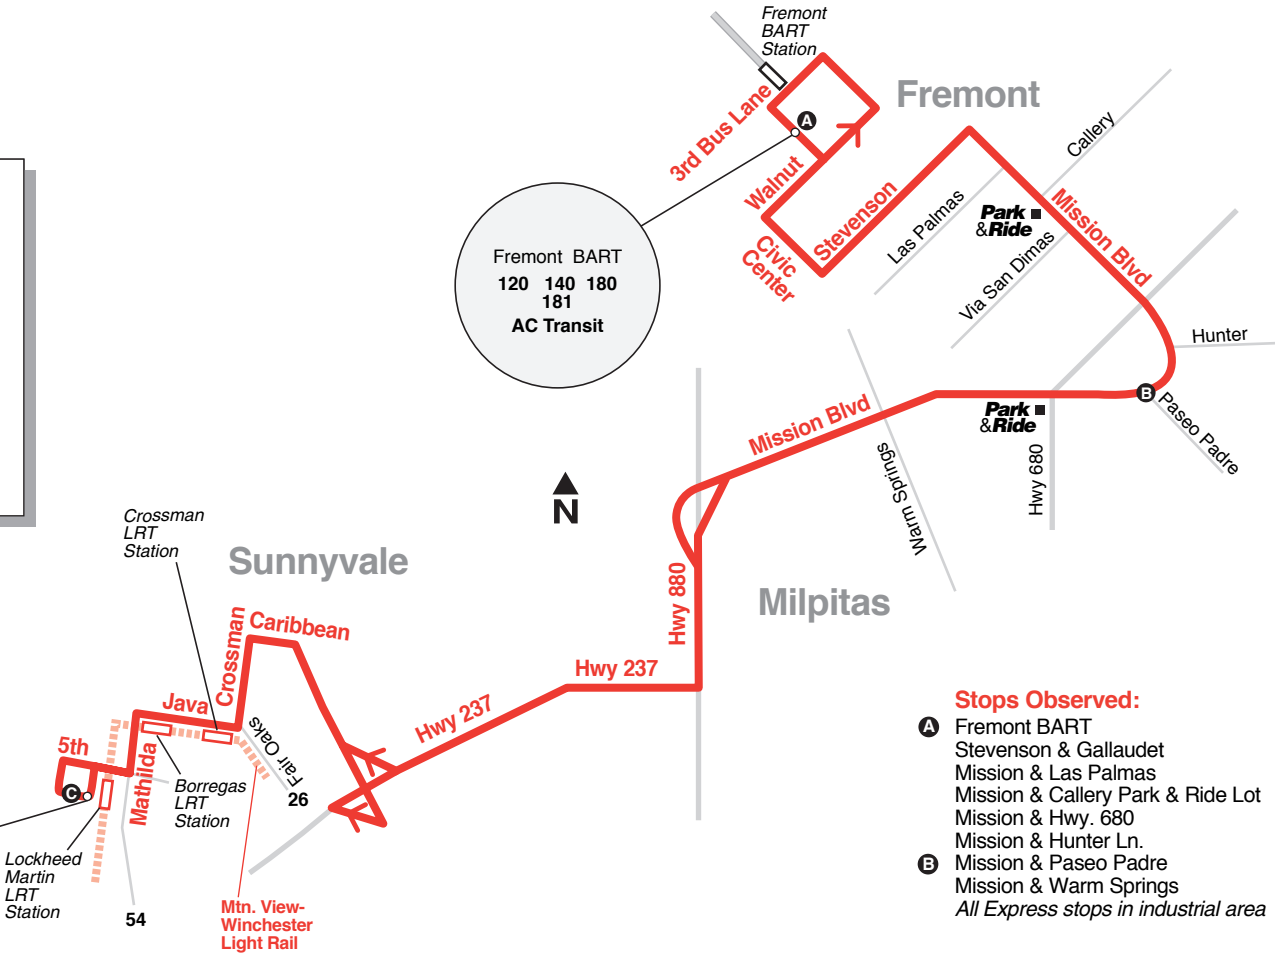 Fremont
BART
Station
Fremont
3rd Bus Lane
A
Walnut
Civic
Center
Stevenson
Las Palmas
Callery
Park
&Ride
Via San Dimas
Mission Blvd
Hunter
B
Paseo Padre
Park
&Ride
Hwy 680
Fremont BART
120 140 180
181
AC Transit
Mission Blvd
Warm Springs
N
Crossman
LRT
Station
Sunnyvale
Milpitas
Hwy 880
Hwy 237
Hwy 237
Caribbean
Crossman
Java
5th
Mathilda
C
Fair Oaks
26
Borregas
LRT
Station
Lockheed
Martin
LRT
Station
54
Mtn. View-
Winchester
Light Rail
Stops Observed:
A Fremont BART
Stevenson & Gallaudet
Mission & Las Palmas
Mission & Callery Park & Ride Lot
Mission & Hwy. 680
Mission & Hunter Ln.
B Mission & Paseo Padre
Mission & Warm Springs
All Express stops in industrial area